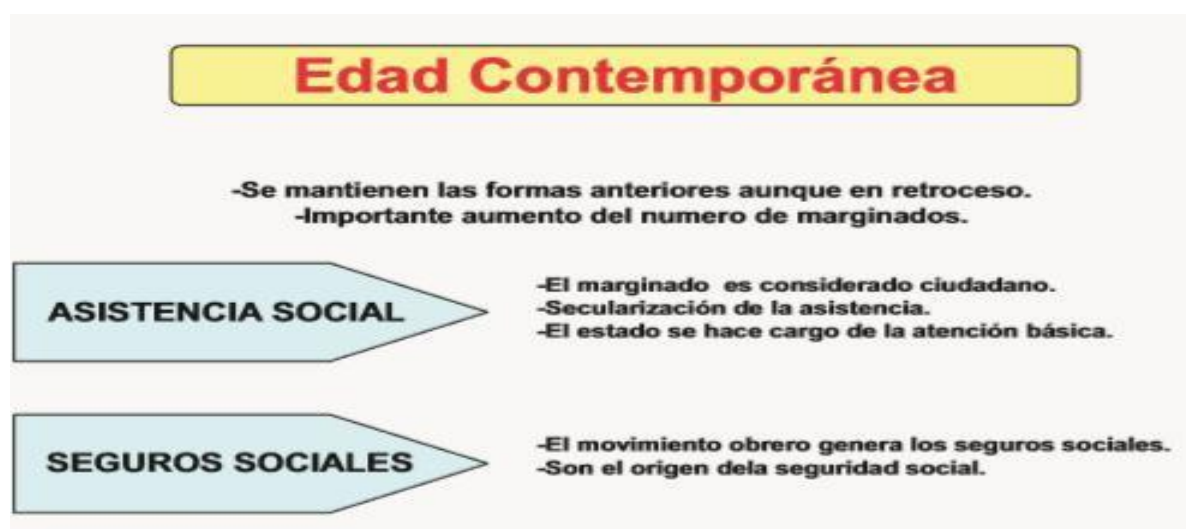 Edad Contemporánea
-Se mantienen las formas anteriores aunque en retroceso.
-Importante aumento del numero de marginados.
ASISTENCIA SOCIAL
-El marginado es considerado ciudadano.
-Secularización de la asistencia.
-El estado se hace cargo de la atención básica.
SEGUROS SOCIALES
-El movimiento obrero genera los seguros sociales.
-Son el origen dela seguridad social.